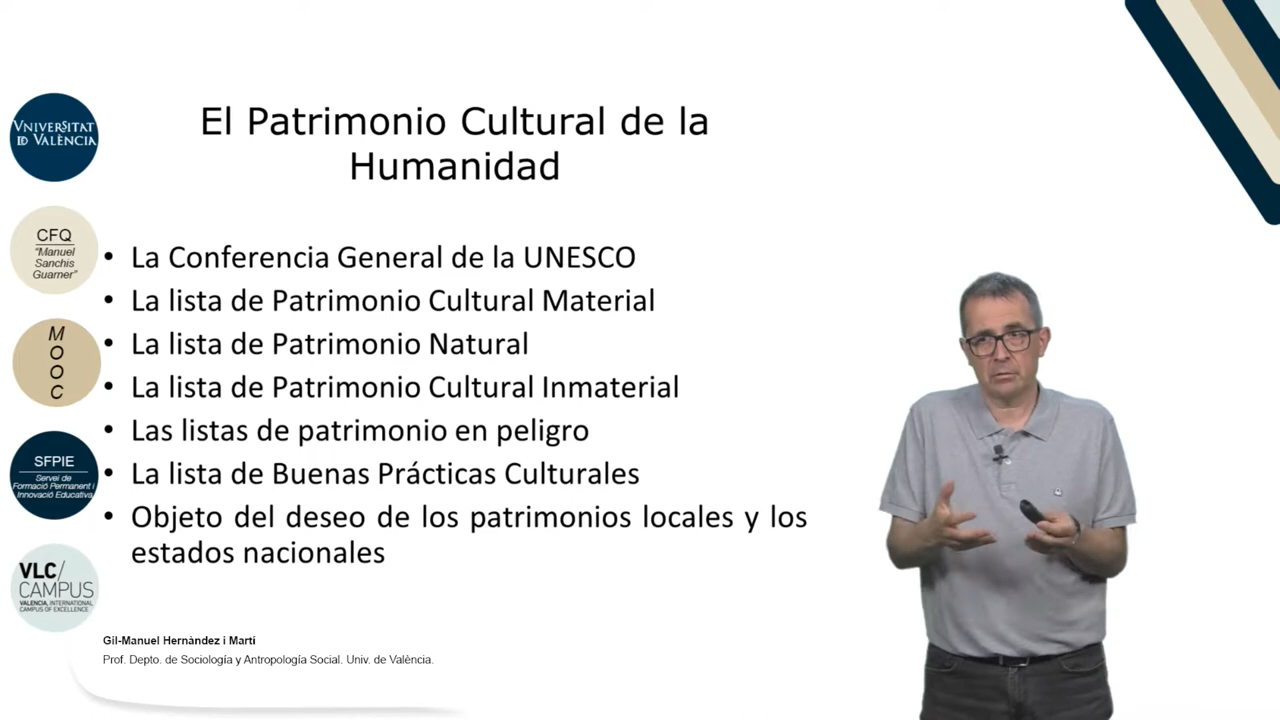 El Patrimonio Cultural de la
Humanidad
VNIVERSITAT
ID VALÈNCIA
CFQ
"Manuel
Sanchis
Guarner"
M
O
O
C
SFPIE
Servei de
Formació Permanent i
Innovació Educativa
VLC/
CAMPUS
VALENCIA, INTERNATIONAL
CAMPUS OF EXCELLENCE
• La Conferencia General de la UNESCO
• La lista de Patrimonio Cultural Material
• La lista de Patrimonio Natural
• La lista de Patrimonio Cultural Inmaterial
• Las listas de patrimonio en peligro
• La lista de Buenas Prácticas Culturales
• Objeto del deseo de los patrimonios locales y los
estados nacionales
Gil-Manuel Hernàndez i Martí
Prof. Depto. de Sociología y Antropología Social. Univ. de València.